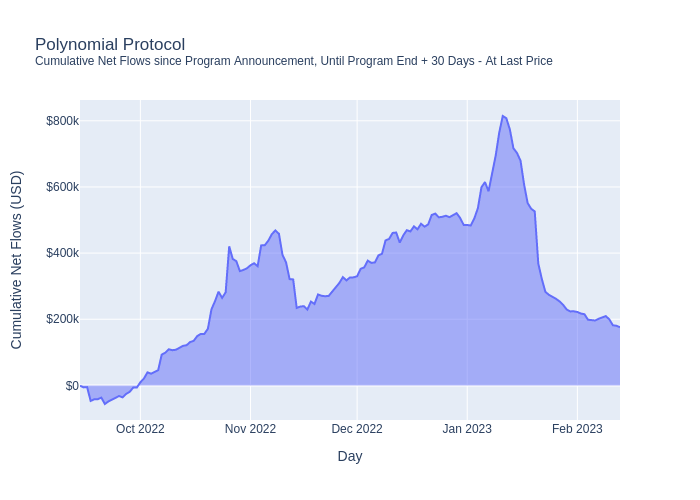 Polynomial Protocol
Cumulative Net Flows since Program Announcement, Until Program End + 30 Days - At Last Price
Cumulative Net Flows (USD)
$800k
$600k
$400k
$200k
$0
Oct 2022
Nov 2022
Dec 2022
Jan 2023
Feb 2023
Day